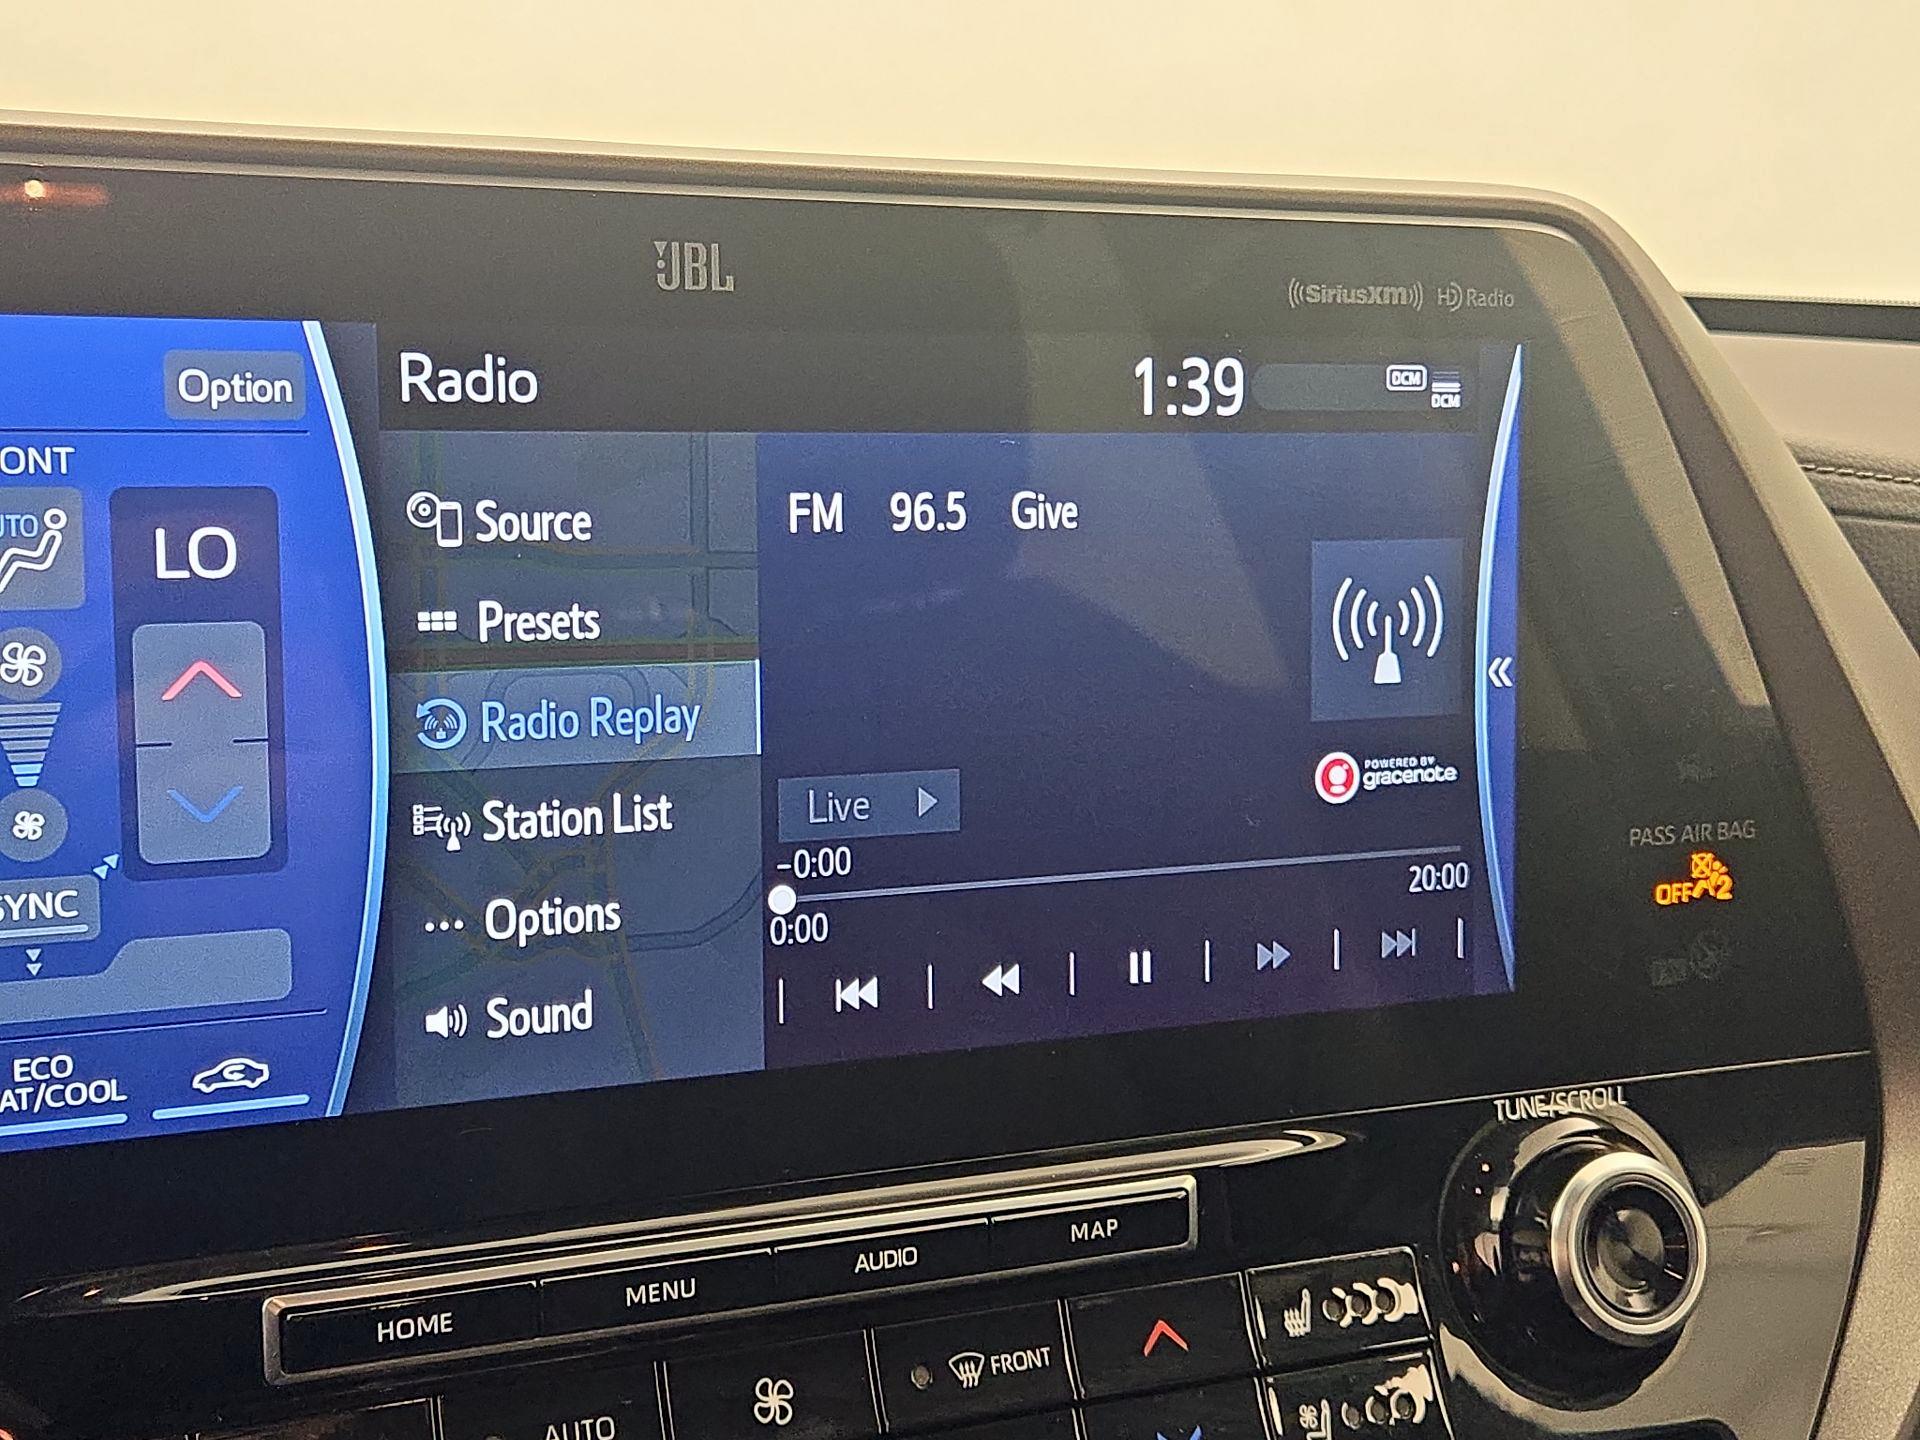 JBL
SiriusXM HD Radio
Option
Radio
1:39
DCM
DCM
ONT
UTO
LO
SYNC
ECO
AT/COOL
Source
Presets
Radio Replay
Station List
Options
Sound
FM 96.5 Give
POWERED BY
gracenote
Live
-0:00
20:00
0:00
PASS AIR BAG
OFF 2
TUNE/SCROLL
HOME
MENU
AUDIO
MAP
AUTO
FRONT